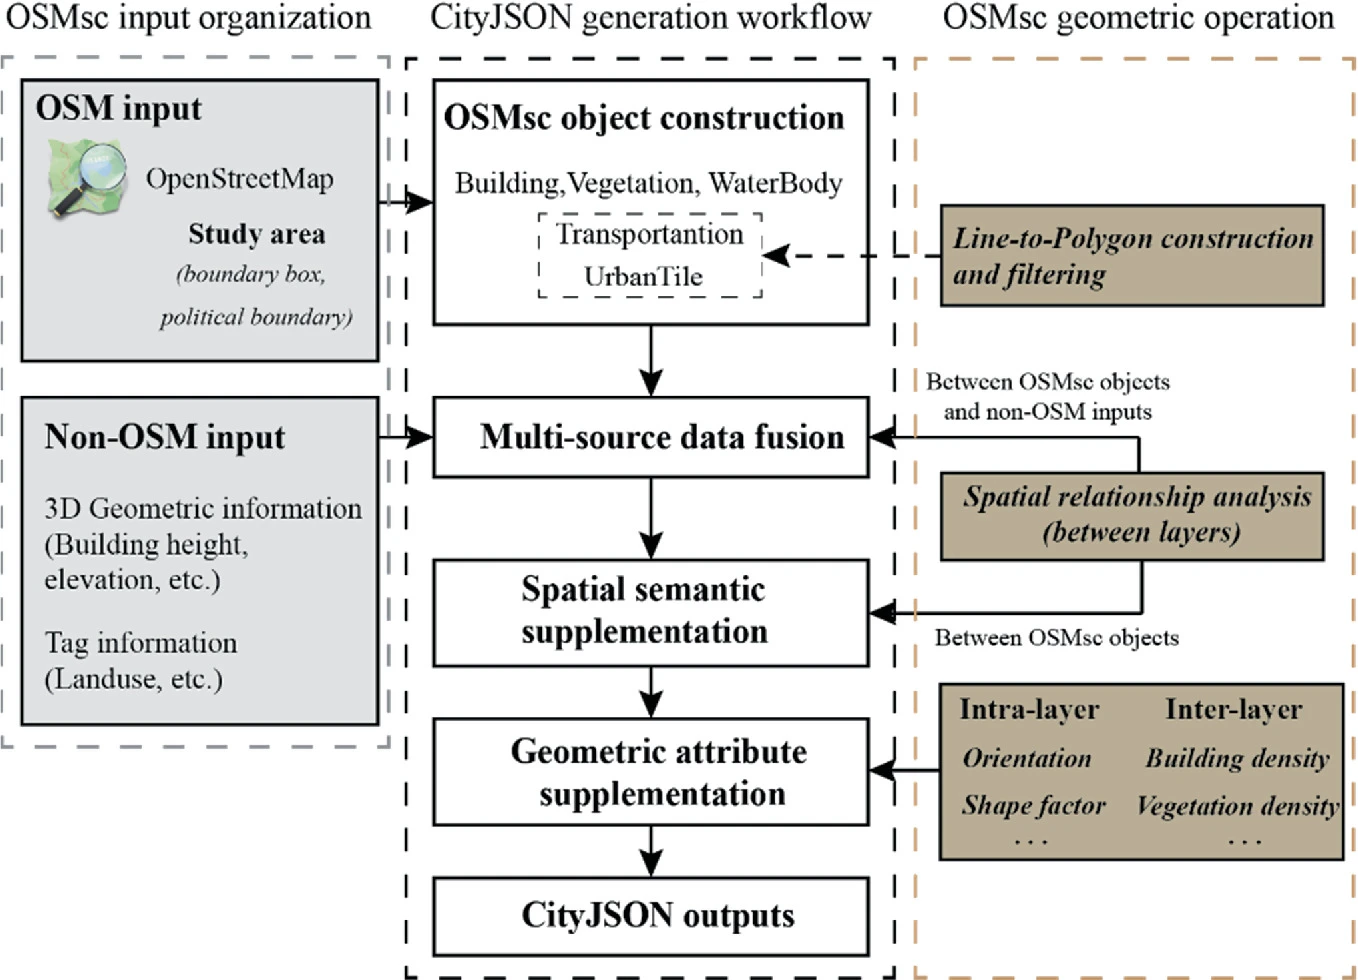 OSMsc input organization
CityJSON generation workflow
OSMsc geometric operation
OSM input
OpenStreetMap
Study area
(boundary box,
political boundary)
Non-OSM input
3D Geometric information
(Building height,
elevation, etc.)
Tag information
(Landuse, etc.)
OSMsc object construction
Building,Vegetation, WaterBody
Transportantion
UrbanTile
Multi-source data fusion
Spatial semantic
supplementation
Geometric attribute
supplementation
CityJSON outputs
Line-to-Polygon construction
and filtering
Between OSMsc objects
and non-OSM inputs
Spatial relationship analysis
(between layers)
Between OSMsc objects
Intra-layer
Orientation
Shape factor
...
Inter-layer
Building density
Vegetation density
...